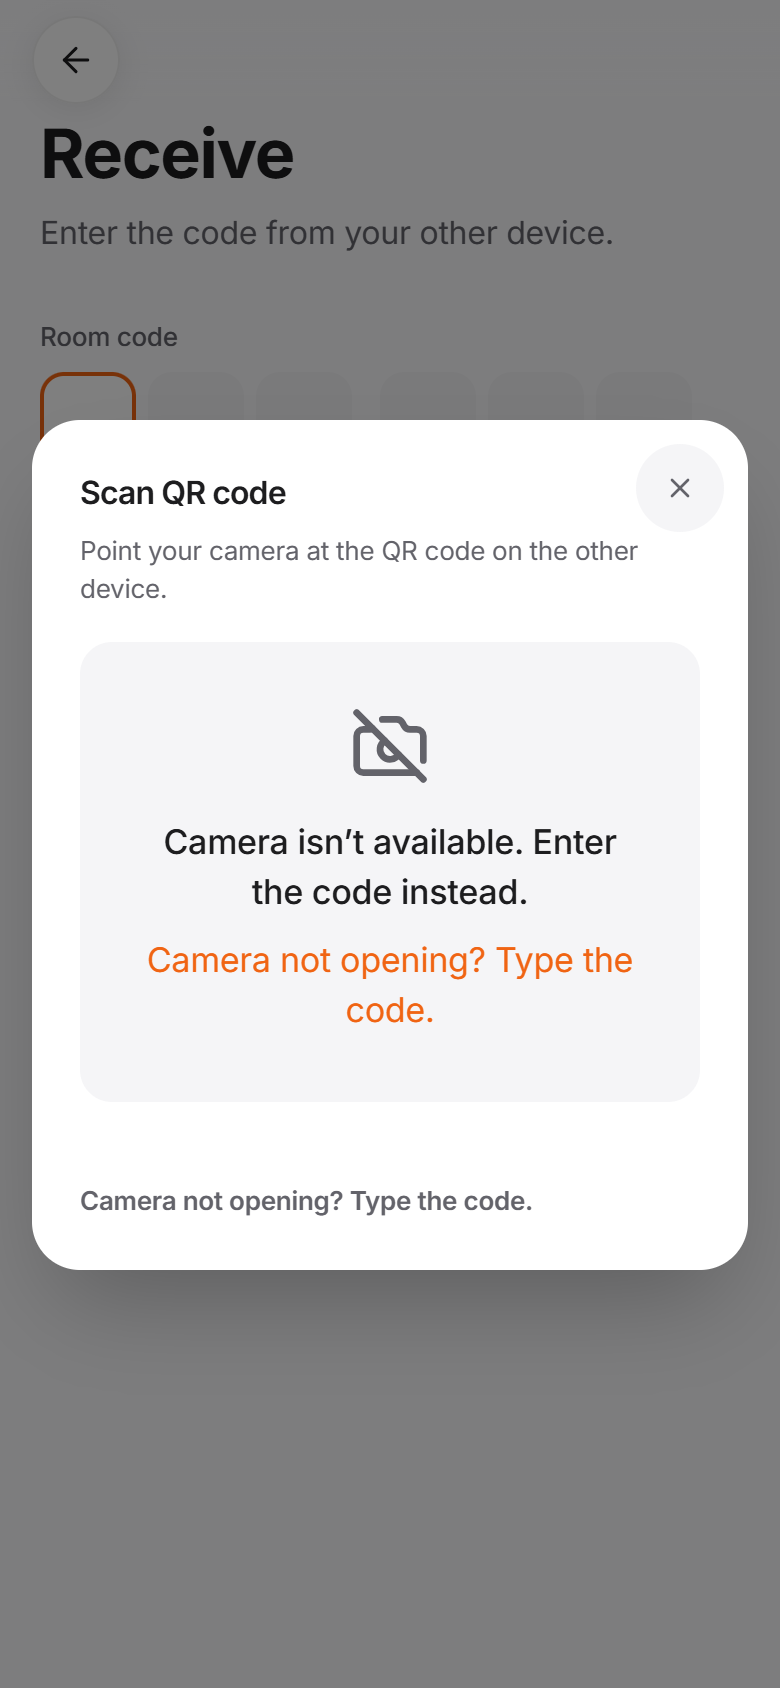 Receive
Enter the code from your other device.
Room code
Scan QR code
Point your camera at the QR code on the other
device.
Camera isn’t available. Enter
the code instead.
Camera not opening? Type the
code.
Camera not opening? Type the code.